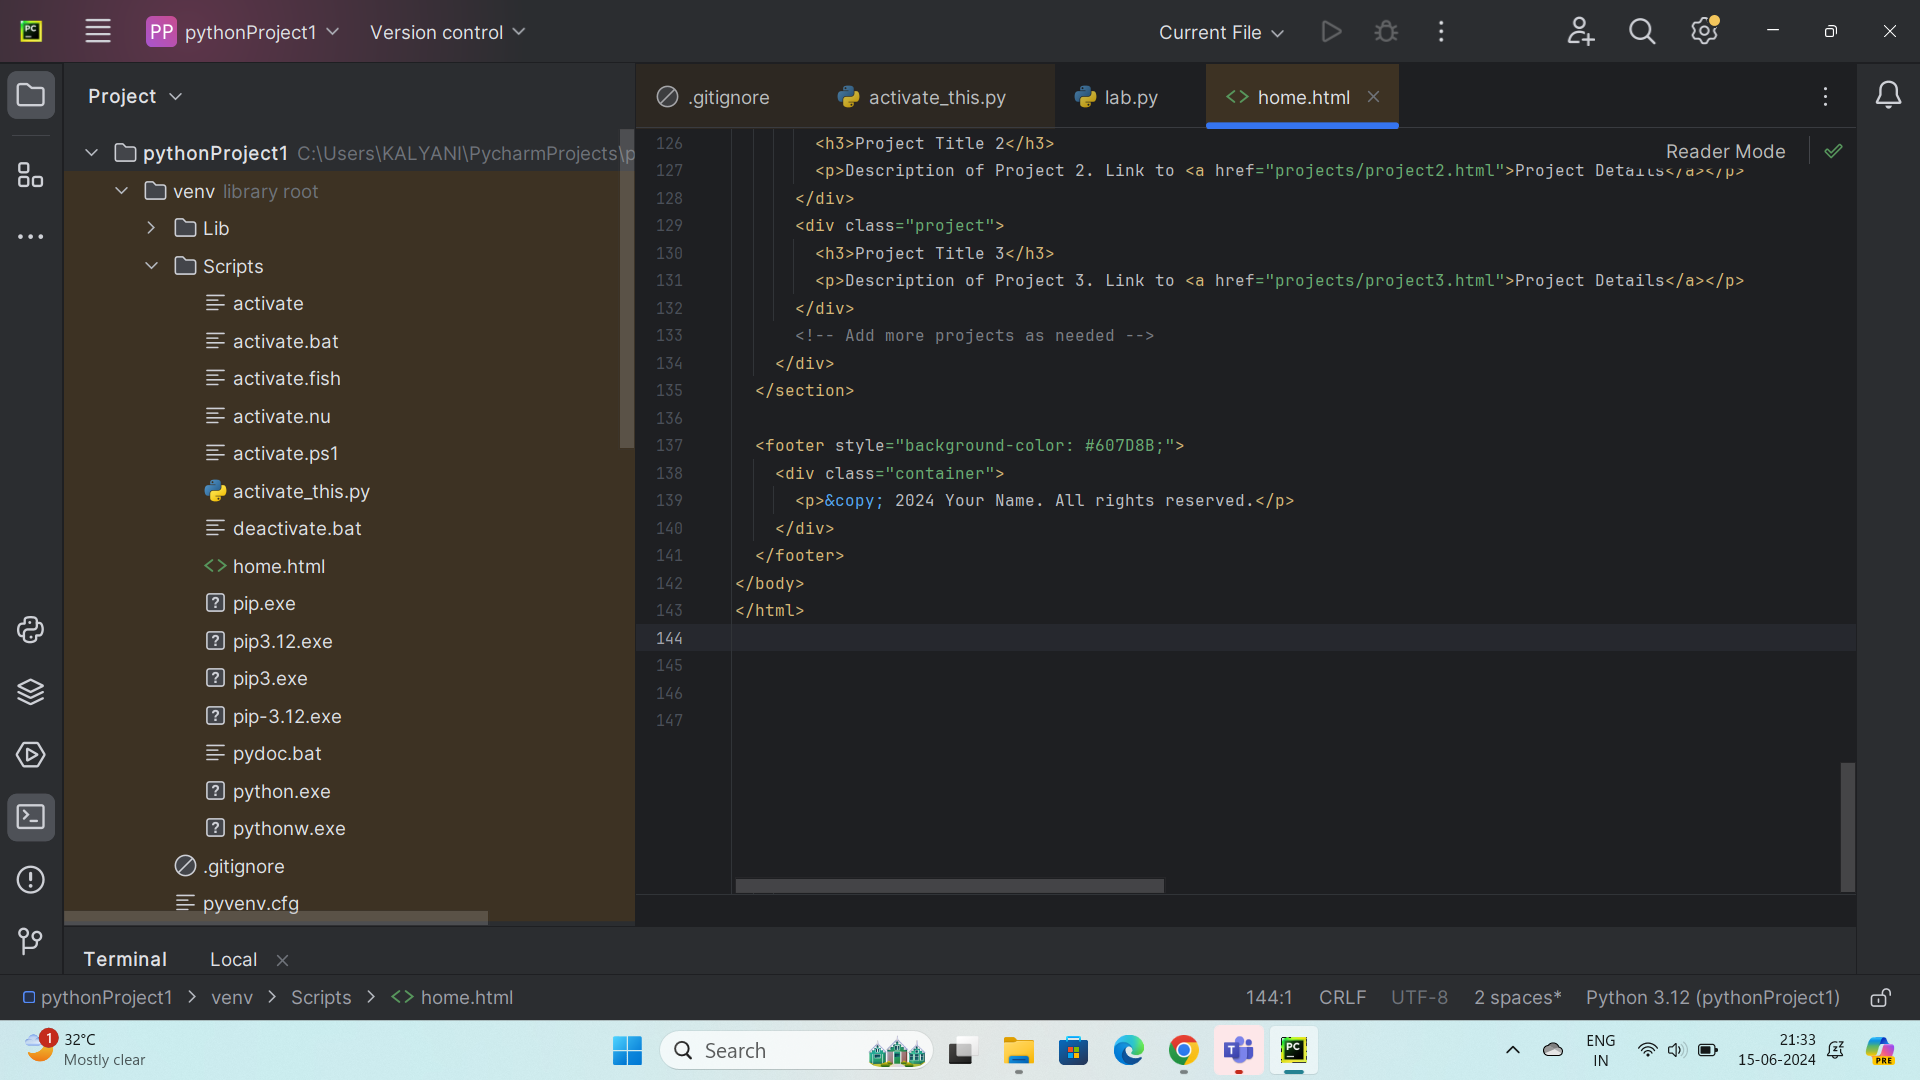 PC
PP pythonProject1
Version control
Current File
Project
pythonProject1 C:\Users\KALYANI\PycharmProjects\p
venv library root
Lib
Scripts
activate
activate.bat
activate.fish
activate.nu
activate.ps1
activate_this.py
deactivate.bat
home.html
pip.exe
pip3.12.exe
pip3.exe
pip-3.12.exe
pydoc.bat
python.exe
pythonw.exe
.gitignore
pyvenv.cfg
.gitignore
activate_this.py
lab.py
home.html
Reader Mode
126 <h3>Project Title 2</h3>
127 <p>Description of Project 2. Link to <a href="projects/project2.html">Project Details</a></p>
128 </div>
129 <div class="project">
130 <h3>Project Title 3</h3>
131 <p>Description of Project 3. Link to <a href="projects/project3.html">Project Details</a></p>
132 </div>
133 <!-- Add more projects as needed -->
134 </div>
135 </section>
136
137 <footer style="background-color: #607D8B;">
138 <div class="container">
139 <p>&copy; 2024 Your Name. All rights reserved.</p>
140 </div>
141 </footer>
142 </body>
143 </html>
144
145
146
147
Terminal
Local
pythonProject1 > venv > Scripts > <> home.html
144:1
CRLF
UTF-8
2 spaces*
Python 3.12 (pythonProject1)
1
32°C
Mostly clear
Search
PC
ENG
IN
21:33
15-06-2024
PRE